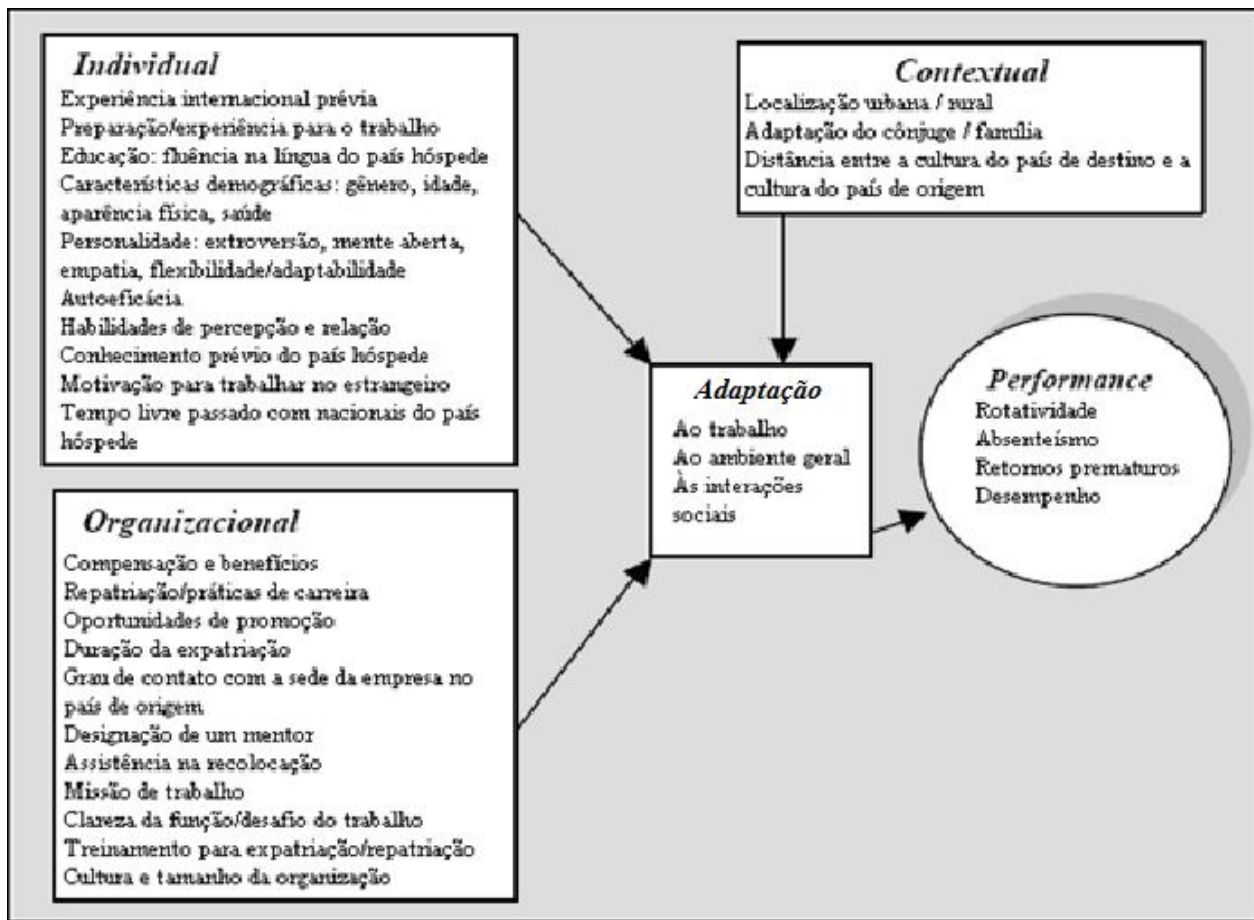 Individual
Experiência internacional prévia
Preparação/experiência para o trabalho
Educação: fluência na língua do país hóspede
Características demográficas: gênero, idade,
aparência física, saúde
Personalidade: extroversão, mente aberta,
empatia, flexibilidade/adaptabilidade
Autoeficácia
Habilidades de percepção e relação
Conhecimento prévio do país hóspede
Motivação para trabalhar no estrangeiro
Tempo livre passado com nacionais do país
hóspede
Organizacional
Compensação e benefícios
Repatriação/práticas de carreira
Oportunidades de promoção
Duração da expatriação
Grau de contato com a sede da empresa no
país de origem
Designação de um mentor
Assistência na recolocação
Missão de trabalho
Clareza da função/desafio do trabalho
Treinamento para expatriação/repatriação
Cultura e tamanho da organização
Contextual
Localização urbana / rural
Adaptação do cônjuge / família
Distância entre a cultura do país de destino e a
cultura do país de origem
Adaptação
Ao trabalho
Ao ambiente geral
Às interações
sociais
Performance
Rotatividade
Absenteísmo
Retornos prematuros
Desempenho